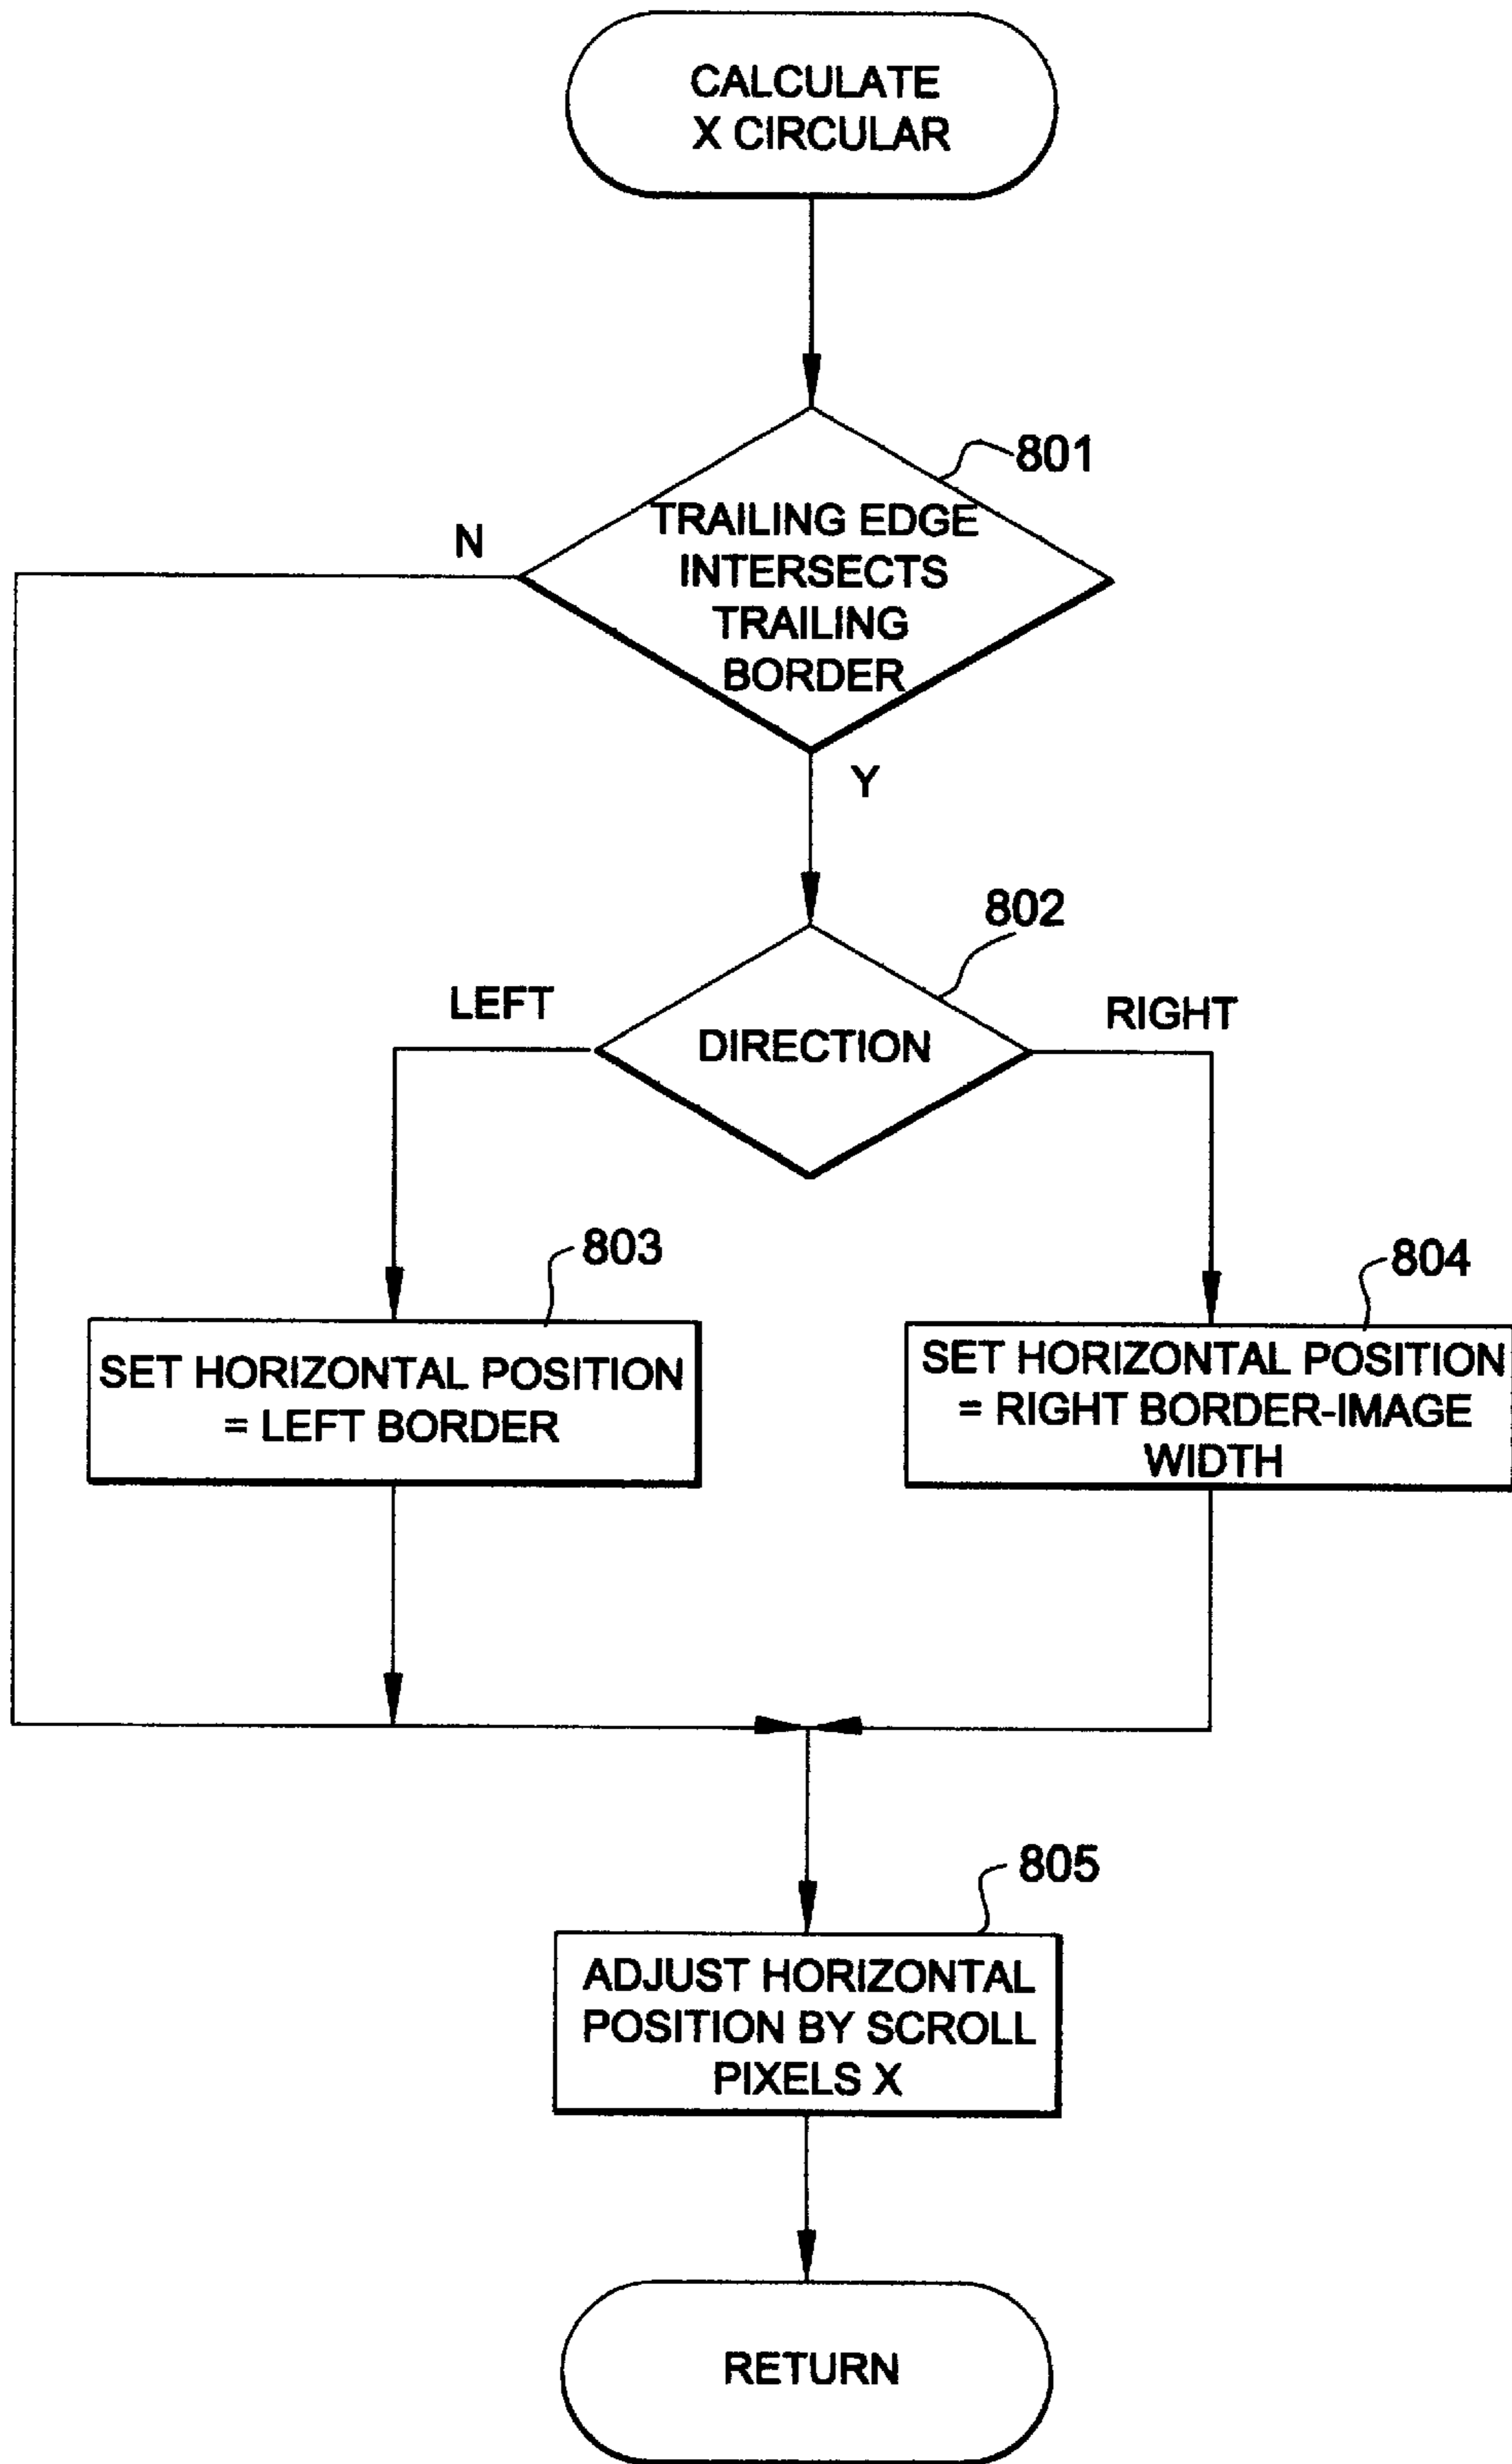 CALCULATE
X CIRCULAR
801
TRAILING EDGE
INTERSECTS
TRAILING
BORDER
N
Y
802
LEFT
DIRECTION
RIGHT
803
SET HORIZONTAL POSITION
= LEFT BORDER
804
SET HORIZONTAL POSITION
= RIGHT BORDER-IMAGE
WIDTH
805
ADJUST HORIZONTAL
POSITION BY SCROLL
PIXELS X
RETURN